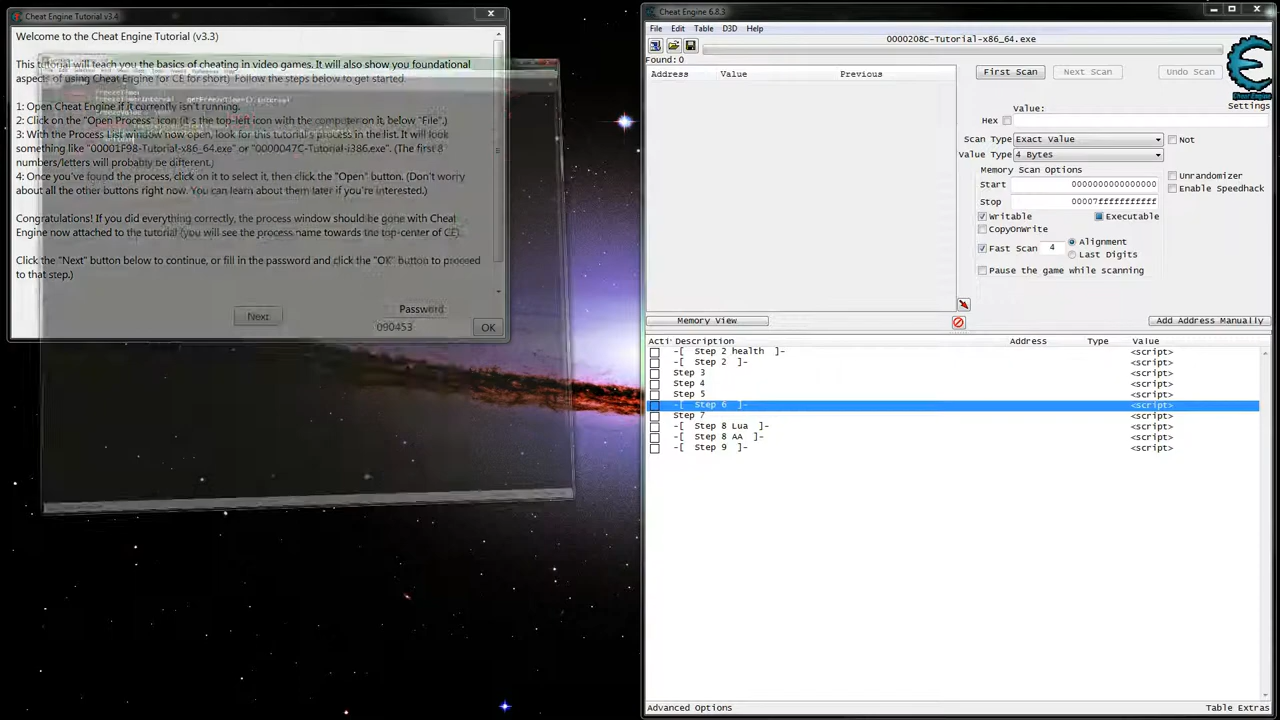 Cheat Engine Tutorial v3.4
Welcome to the Cheat Engine Tutorial (v3.3)
This tutorial will teach you the basics of cheating in video games. It will also show you foundational
aspects of using Cheat Engine (or CE for short). Follow the steps below to get started.
1: Open Cheat Engine if it currently isn't running.
2: Click on the "Open Process" icon (it's the top-left icon with the computer on it, below "File".)
3: With the Process List window now open, look for this tutorial's process in the list. It will look
something like "00001F98-Tutorial-x86_64.exe" or "0000047C-Tutorial-i386.exe". (The first 8
numbers/letters will probably be different.)
4: Once you've found the process, click on it to select it, then click the "Open" button. (Don't worry
about all the other buttons right now. You can learn about them later if you're interested.)
Congratulations! If you did everything correctly, the process window should be gone with Cheat
Engine now attached to the tutorial (you will see the process name towards the top-center of CE).
Click the "Next" button below to continue, or fill in the password and click the "OK" button to proceed
to that step.)
Next
Password
090453
OK
Cheat Engine 6.8.3
File Edit Table D3D Help
0000208C-Tutorial-x86_64.exe
Found:0
Address Value Previous
First Scan Next Scan Undo Scan
Cheat Engine
Settings
Value:
Hex
Scan Type Exact Value Not
Value Type 4 Bytes
Memory Scan Options
Unrandomizer
Enable Speedhack
Start 0000000000000000
Stop 00007fffffffffff
Writable Executable
CopyOnWrite
Fast Scan 4 Alignment
Last Digits
Pause the game while scanning
Memory View
Add Address Manually
Acti Description Address Type Value
-[ Step 2 health ]- <script>
-[ Step 2 ]- <script>
Step 3 <script>
Step 4 <script>
Step 5 <script>
-[ Step 6 ]- <script>
Step 7 <script>
-[ Step 8 Lua ]- <script>
-[ Step 8 AA ]- <script>
-[ Step 9 ]- <script>
Advanced Options
Table Extras